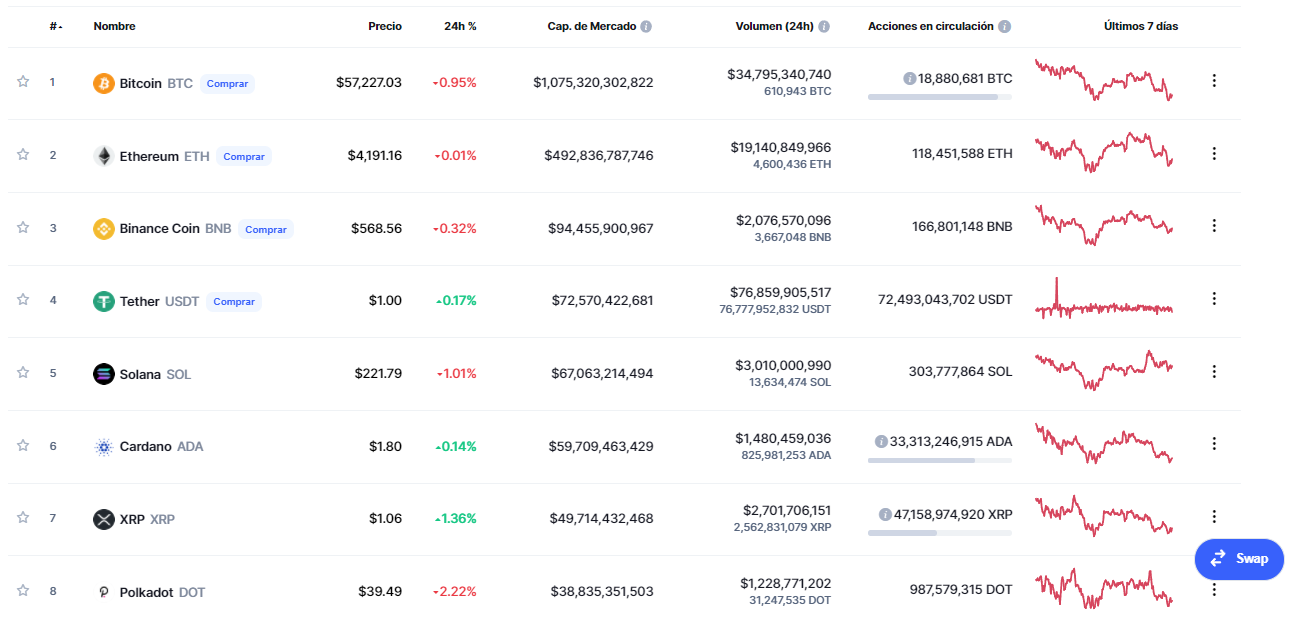 # Nombre Precio 24h % Cap. de Mercado Volumen (24h) Acciones en circulación Últimos 7 días
1 Bitcoin BTC Comprar $57,227.03 0.95% $1,075,320,302,822 $34,795,340,740 18,880,681 BTC
610,943 BTC
2 Ethereum ETH Comprar $4,191.16 0.01% $492,836,787,746 $19,140,849,966 118,451,588 ETH
4,600,436 ETH
3 Binance Coin BNB Comprar $568.56 0.32% $94,455,900,967 $2,076,570,096 166,801,148 BNB
3,667,048 BNB
4 Tether USDT Comprar $1.00 0.17% $72,570,422,681 $76,859,905,517 72,493,043,702 USDT
76,777,952,832 USDT
5 Solana SOL $221.79 1.01% $67,063,214,494 $3,010,000,990 303,777,864 SOL
13,634,474 SOL
6 Cardano ADA $1.80 0.14% $59,709,463,429 $1,480,459,036 33,313,246,915 ADA
825,981,253 ADA
7 XRP XRP $1.06 1.36% $49,714,432,468 $2,701,706,151 47,158,974,920 XRP
2,562,831,079 XRP
Swap
8 Polkadot DOT $39.49 2.22% $38,835,351,503 $1,228,771,202 987,579,315 DOT
31,247,535 DOT